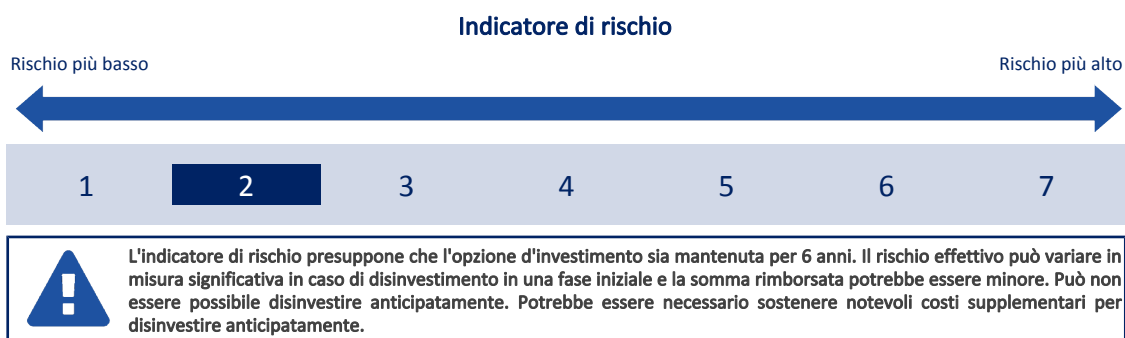 Indicatore di rischio
Rischio più basso
Rischio più alto
1 2 3 4 5 6 7
L'indicatore di rischio presuppone che l'opzione d'investimento sia mantenuta per 6 anni. Il rischio effettivo può variare in
misura significativa in caso di disinvestimento in una fase iniziale e la somma rimborsata potrebbe essere minore. Può non
essere possibile disinvestire anticipatamente. Potrebbe essere necessario sostenere notevoli costi supplementari per
disinvestire anticipatamente.